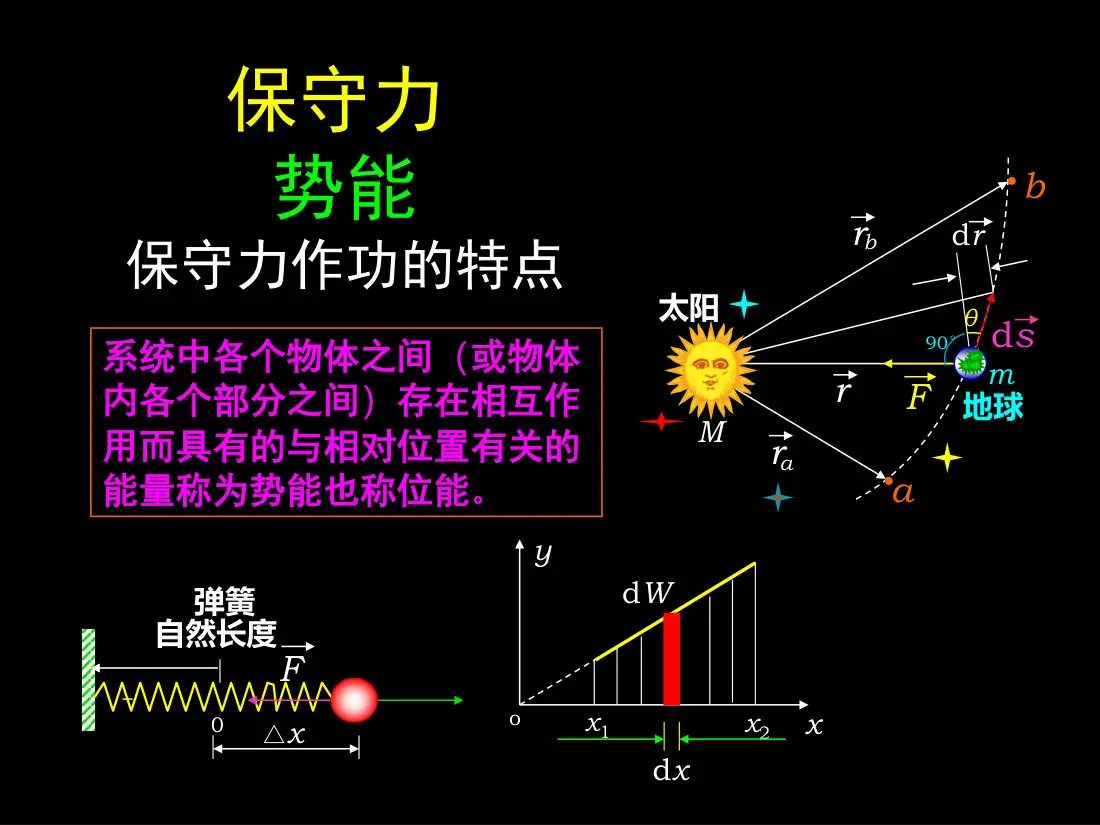 保守力
势能
保守力作功的特点
系统中各个物体之间（或物体
内各个部分之间）存在相互作
用而具有的与相对位置有关的
能量称为势能也称位能。
b
r_b
dr
太阳
θ
ds
90°
r
F
m
地球
M
r_a
a
弹簧
自然长度
F
0
△x
y
dW
o
x₁
x₂
x
dx